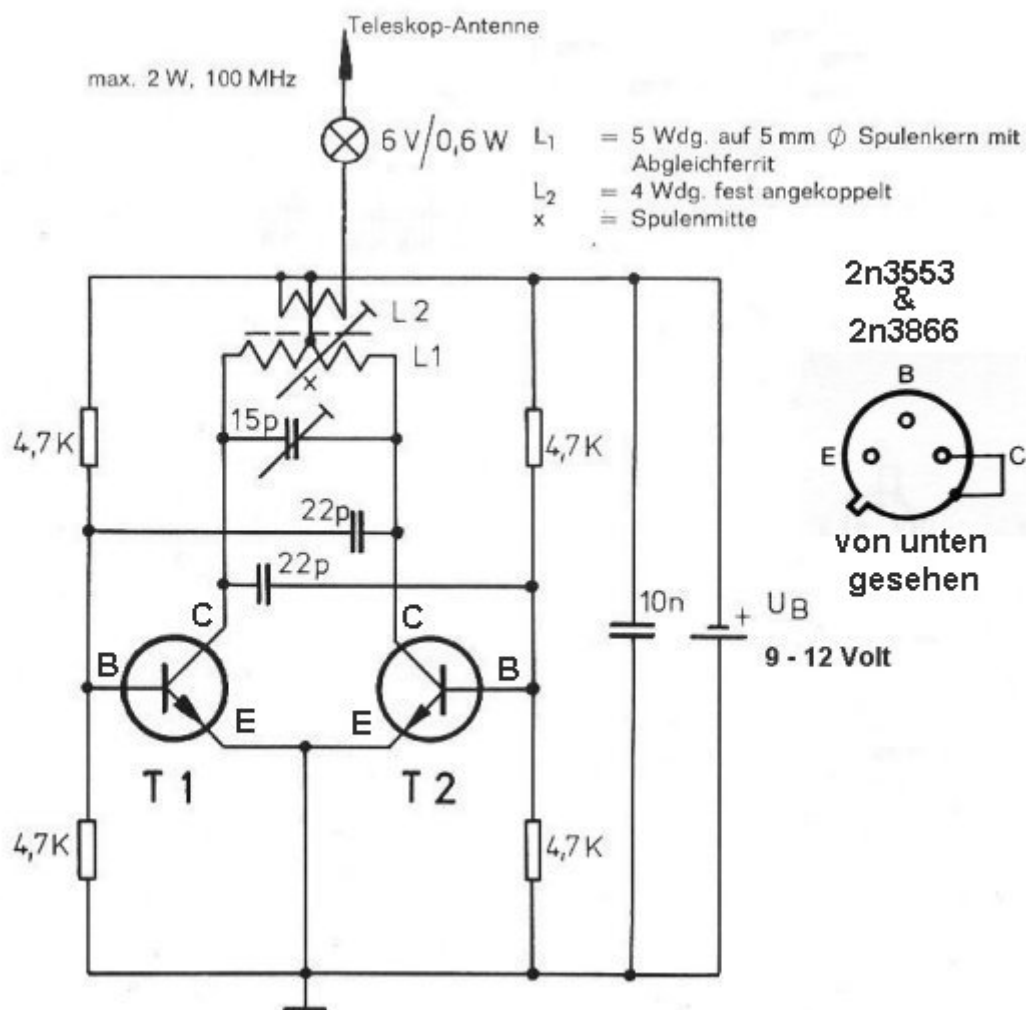 Teleskop-Antenne
max. 2 W, 100 MHz
6 V/0,6 W
L1 = 5 Wdg. auf 5 mm ϕ Spulenkern mit
Abgleichferrit
L2 = 4 Wdg. fest angekoppelt
x = Spulenmitte
2n3553
&
2n3866
B
E
C
von unten
gesehen
L 2
L1
x
15p
4,7K
4,7K
22p
22p
C
C
B
B
E
E
T 1
T 2
10n
+ UB
9 - 12 Volt
4,7K
4,7K